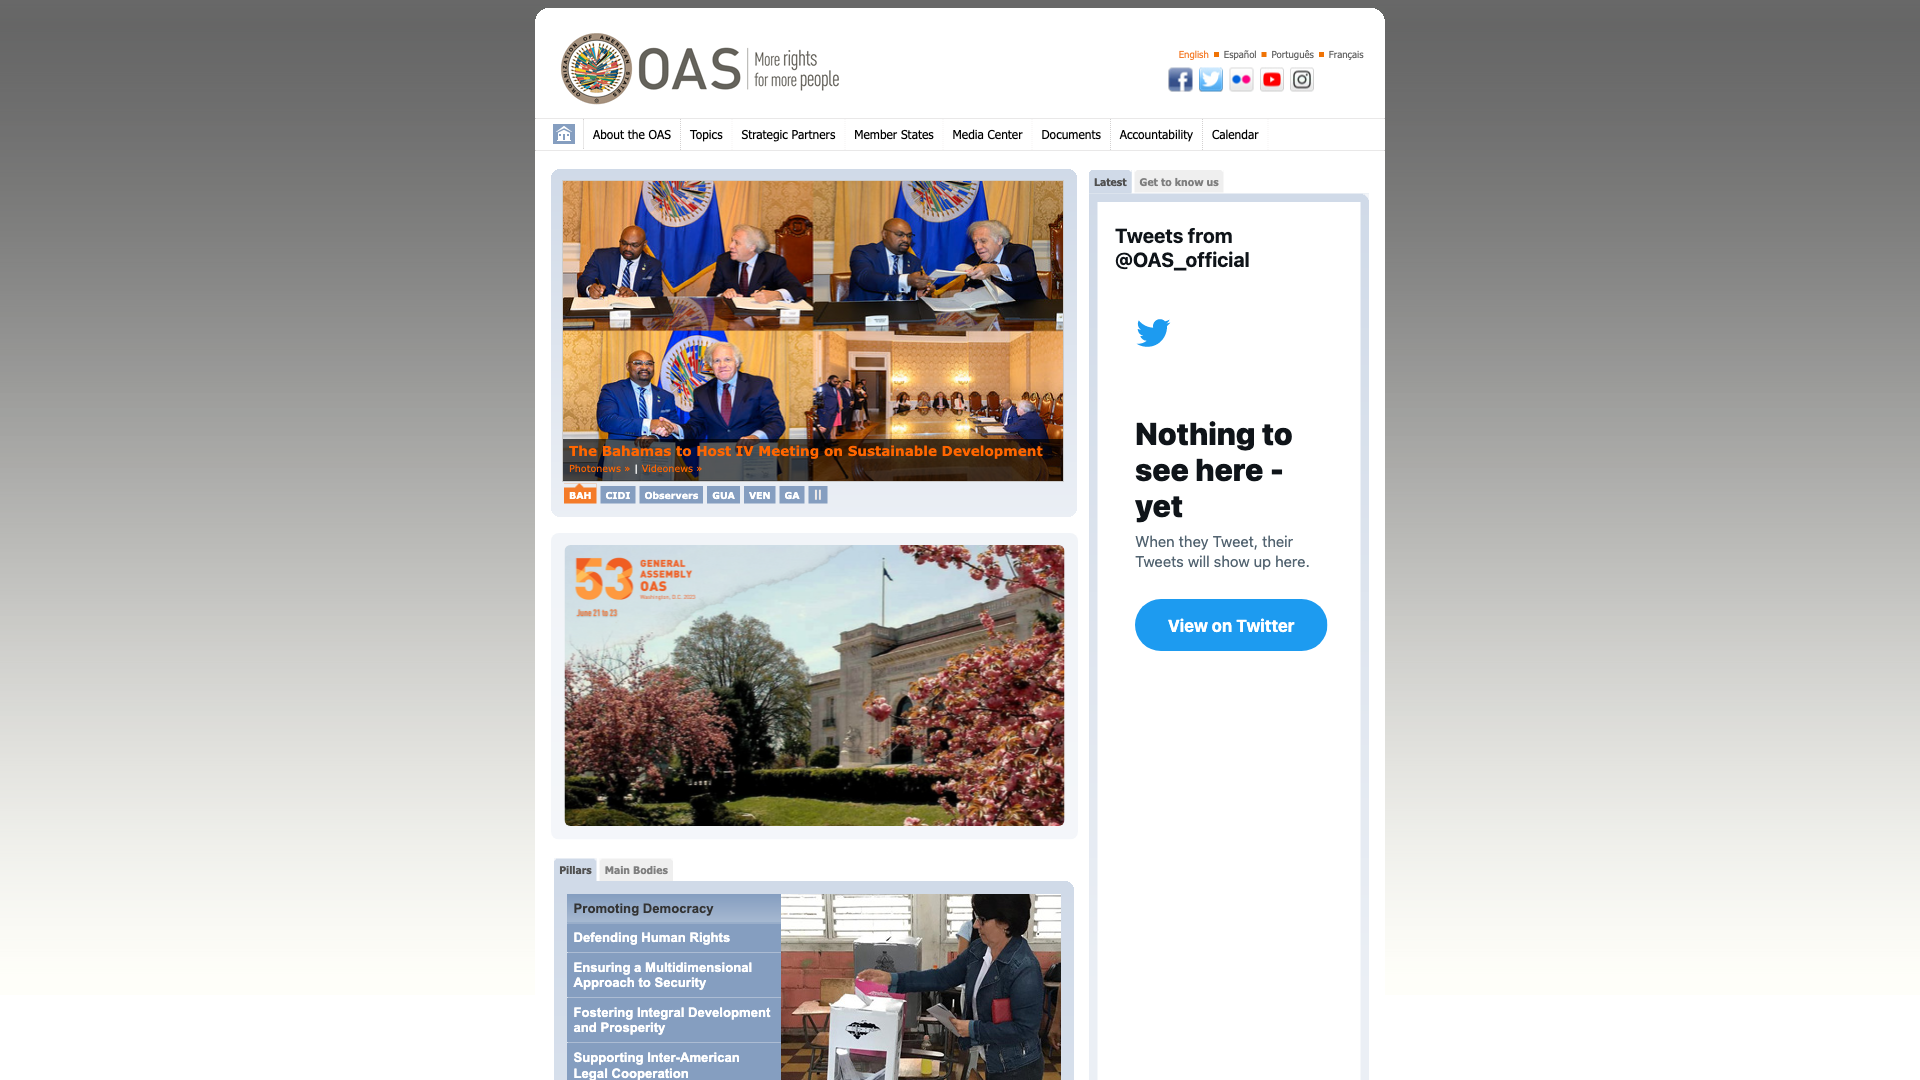 ORGANIZATION OF AMERICAN STATES
OAS
More rights
for more people
English
Español
Português
Français
About the OAS
Topics
Strategic Partners
Member States
Media Center
Documents
Accountability
Calendar
The Bahamas to Host IV Meeting on Sustainable Development
Photonews » | Videonews »
BAH
CIDI
Observers
GUA
VEN
GA
Latest
Get to know us
Tweets from
@OAS_official
Nothing to
see here -
yet
When they Tweet, their
Tweets will show up here.
View on Twitter
53
GENERAL
ASSEMBLY
OAS
Washington, D.C. 2023
June 21 to 23
Pillars
Main Bodies
Promoting Democracy
Defending Human Rights
Ensuring a Multidimensional
Approach to Security
Fostering Integral Development
and Prosperity
Supporting Inter-American
Legal Cooperation